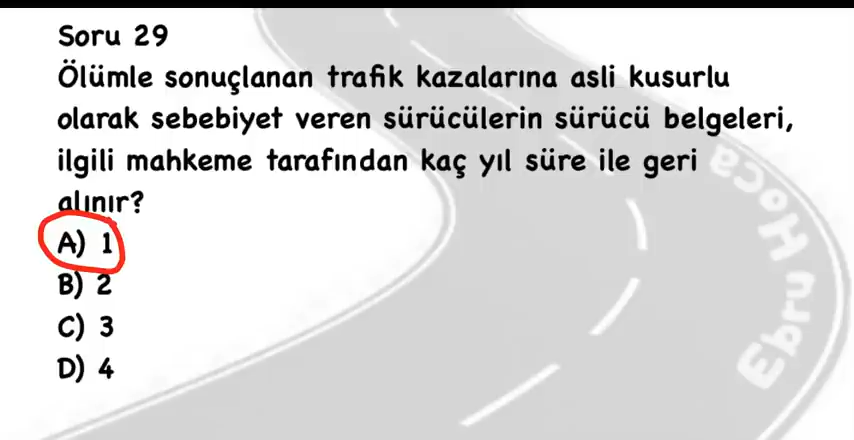 Soru 29
Ölümle sonuçlanan trafik kazalarına asli kusurlu
olarak sebebiyet veren sürücülerin sürücü belgeleri,
ilgili mahkeme tarafından kaç yıl süre ile geri
alınır?
A) 1
B) 2
C) 3
D) 4
Ebru Hoca